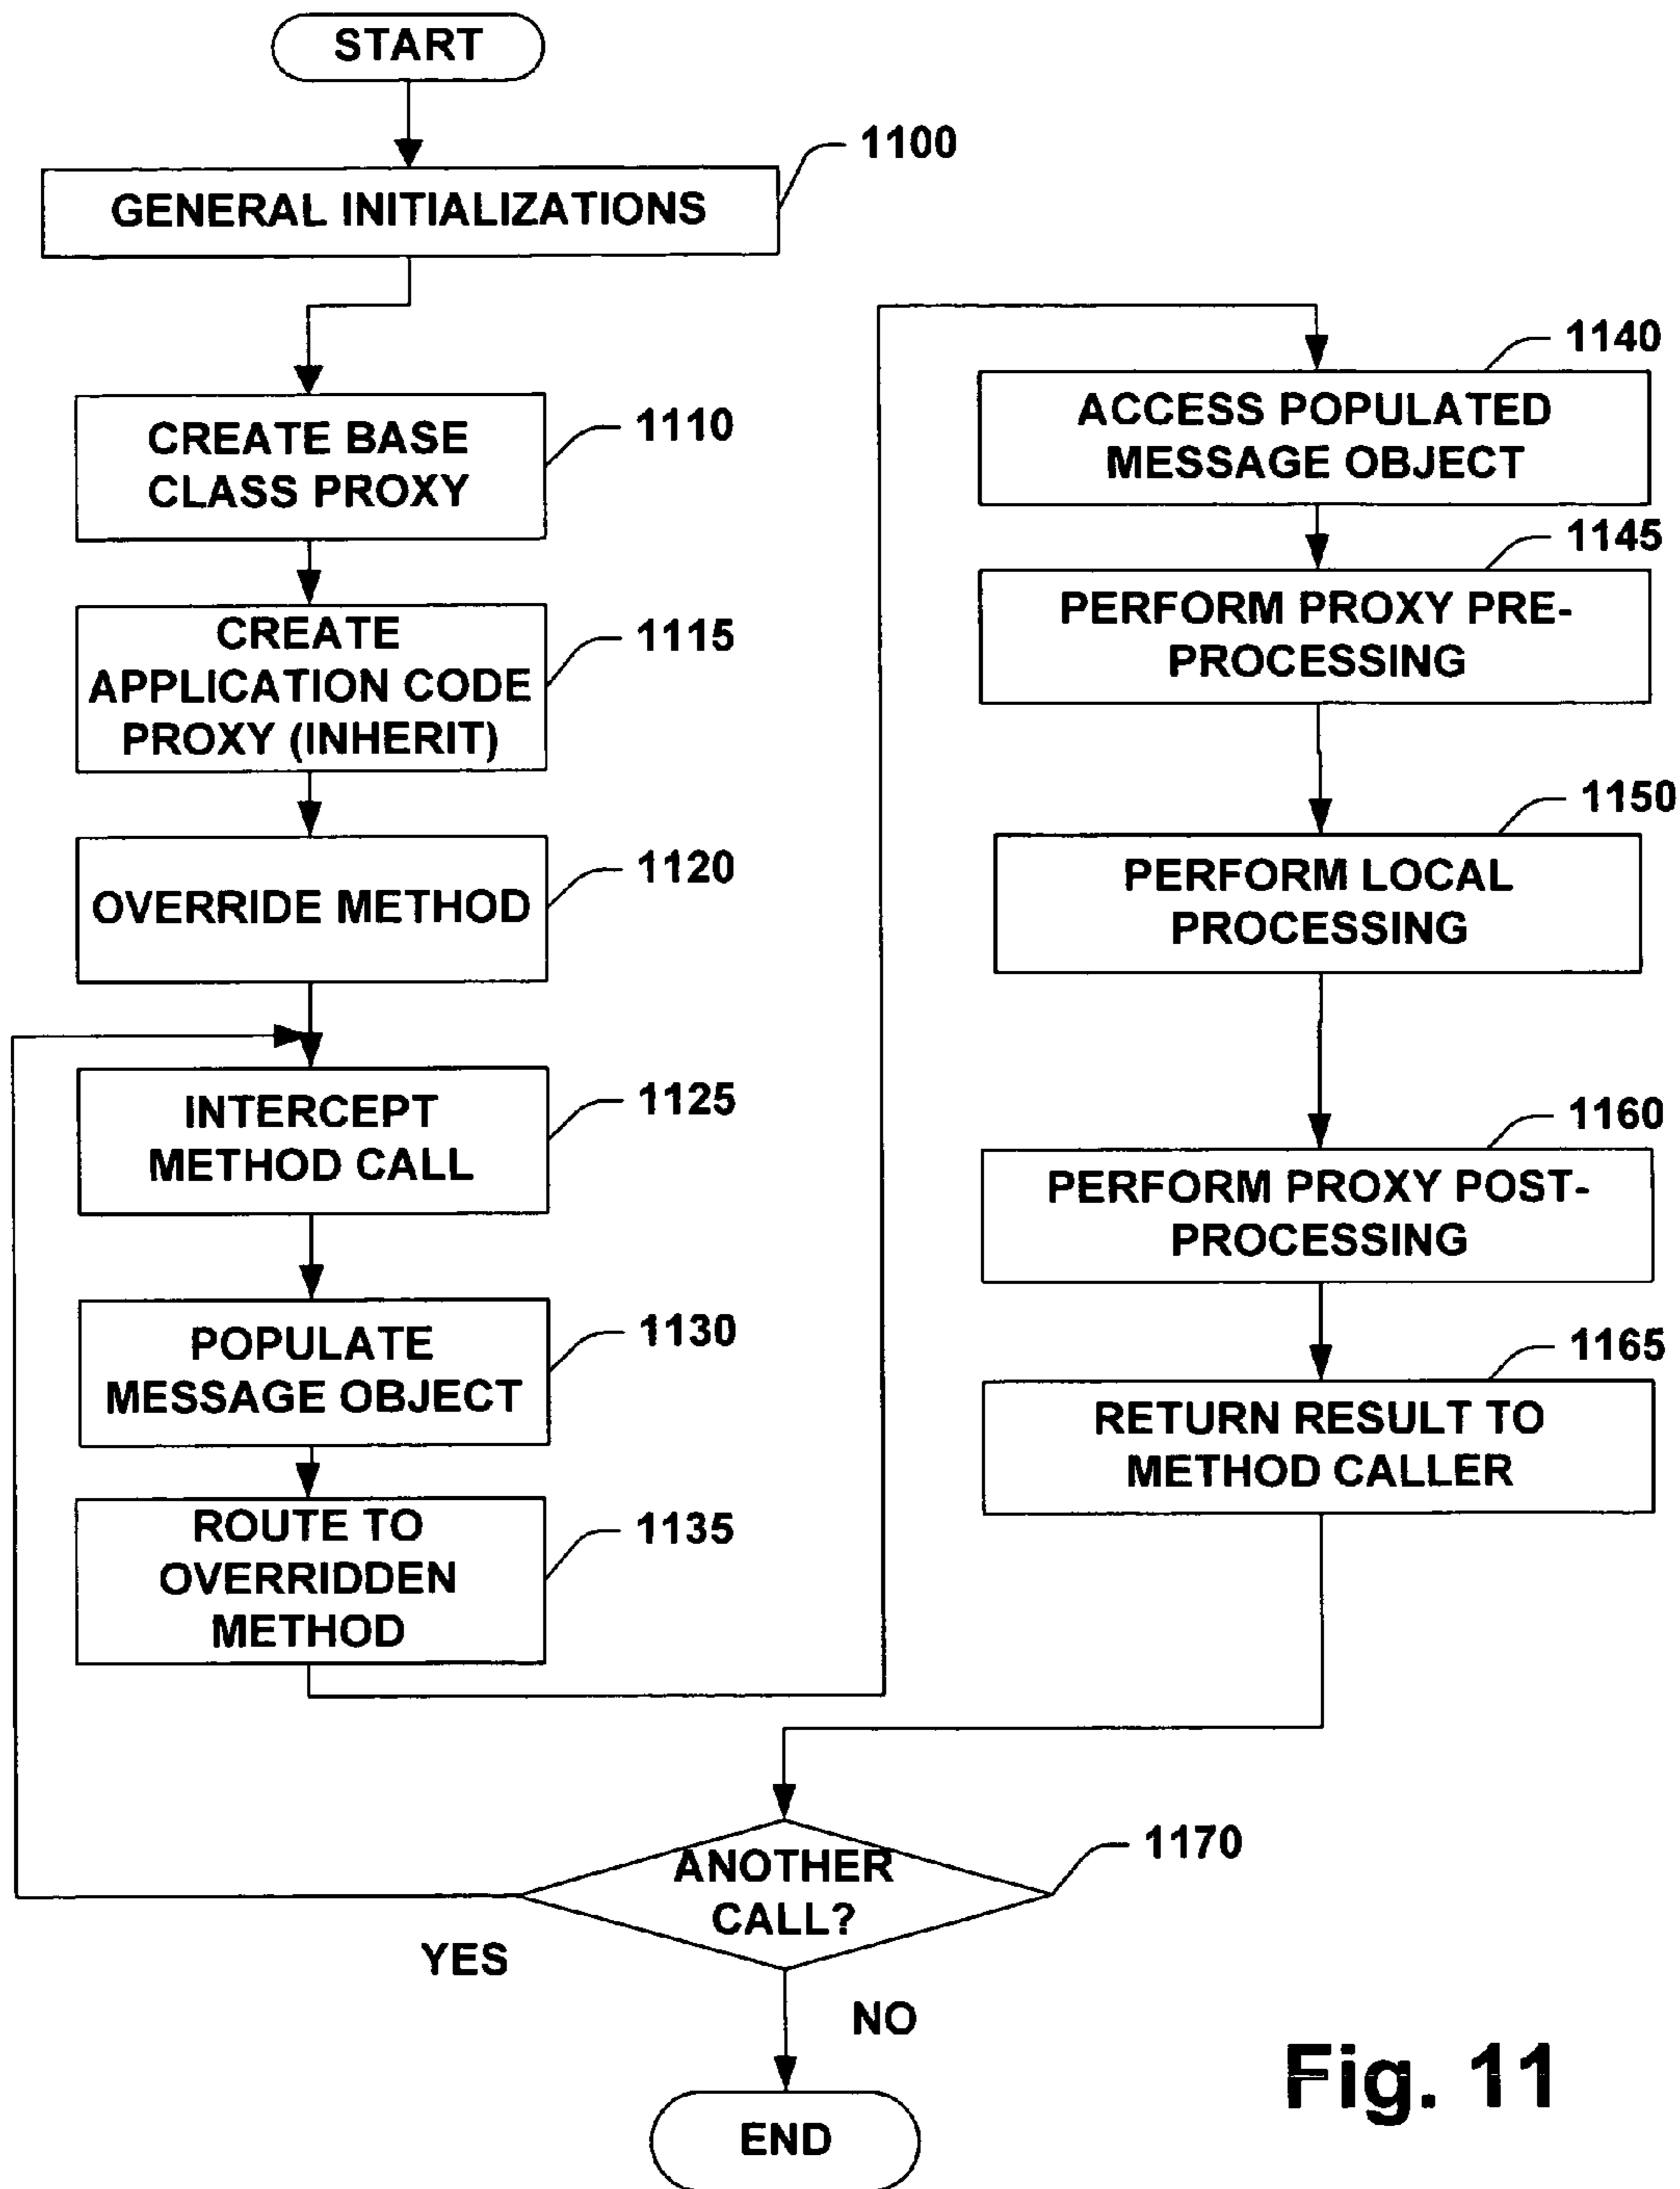 START
1100
GENERAL INITIALIZATIONS
CREATE BASE
CLASS PROXY
1110
CREATE
APPLICATION CODE
PROXY (INHERIT)
1115
OVERRIDE METHOD
1120
INTERCEPT
METHOD CALL
1125
POPULATE
MESSAGE OBJECT
1130
ROUTE TO
OVERRIDDEN
METHOD
1135
1140
ACCESS POPULATED
MESSAGE OBJECT
1145
PERFORM PROXY PRE-
PROCESSING
1150
PERFORM LOCAL
PROCESSING
1160
PERFORM PROXY POST-
PROCESSING
1165
RETURN RESULT TO
METHOD CALLER
1170
ANOTHER
CALL?
YES
NO
END
Fig. 11